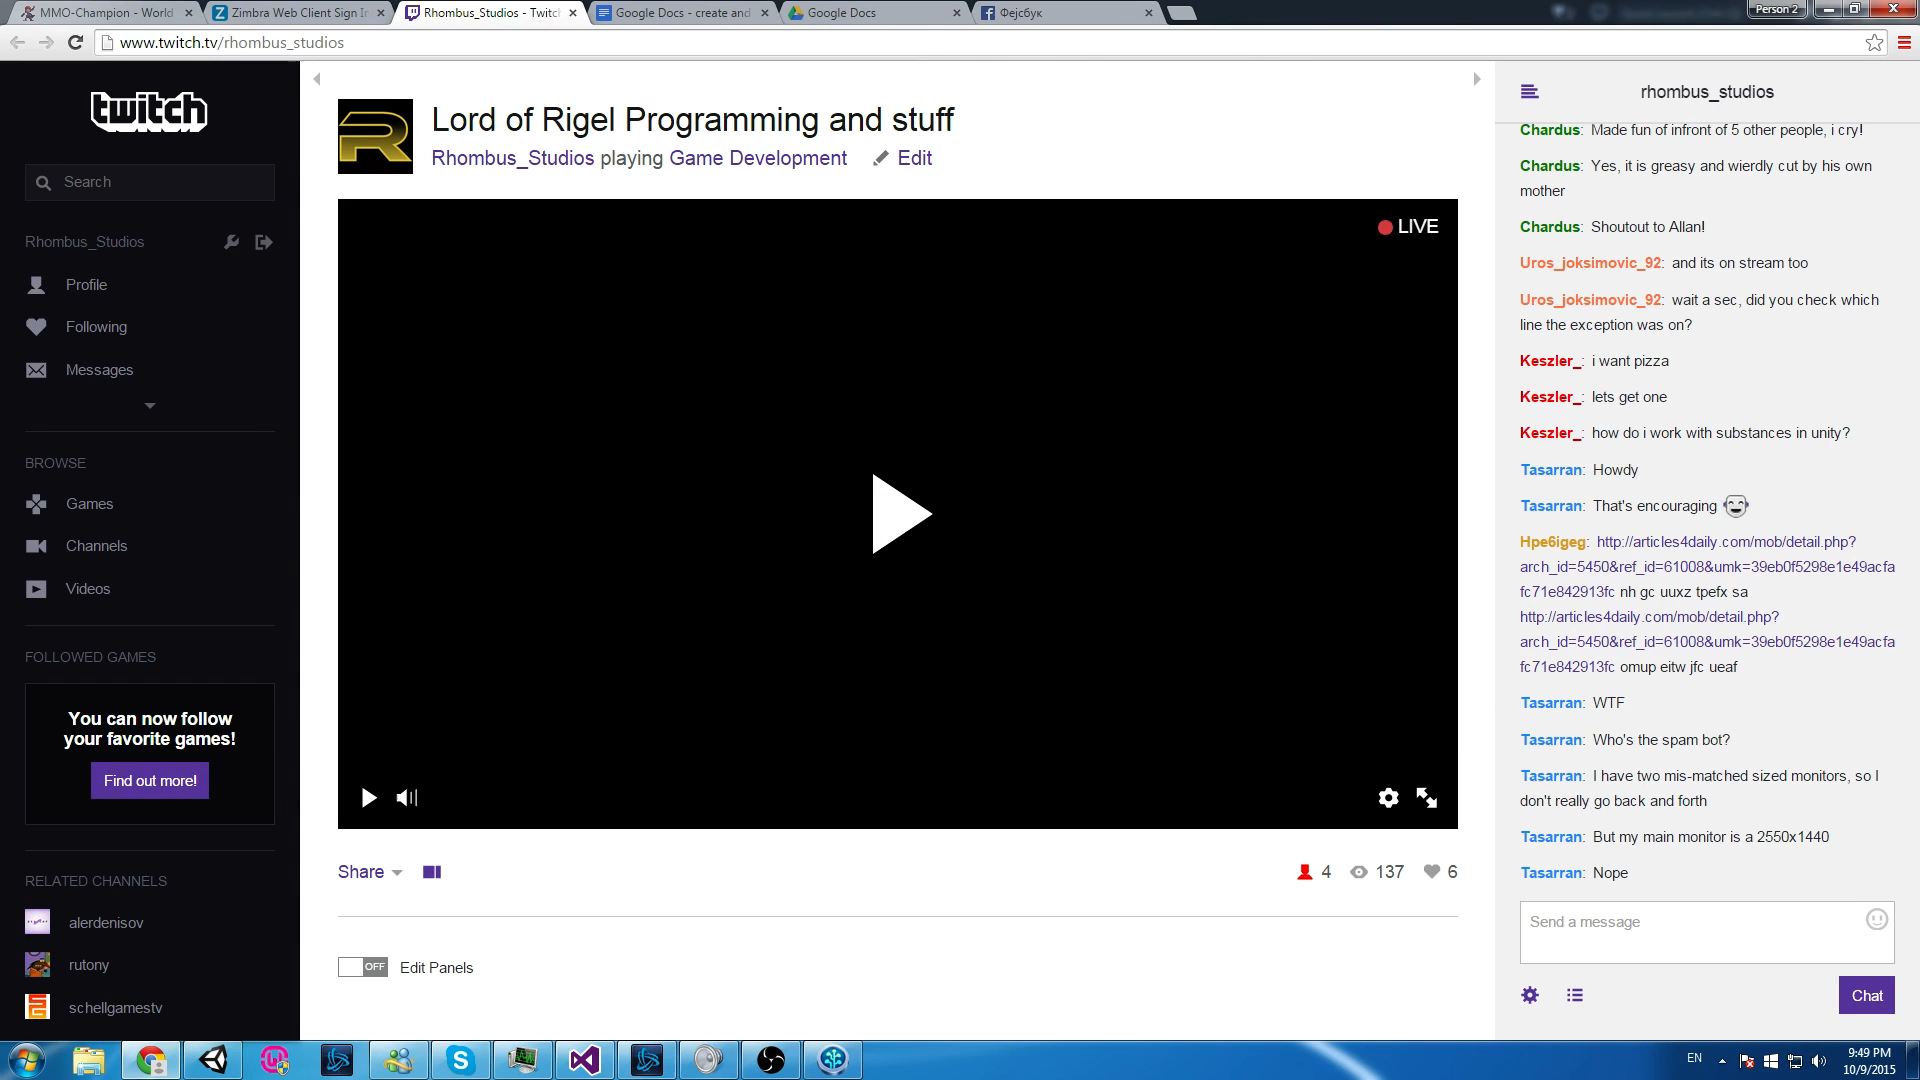 MMO-Champion - World
Zimbra Web Client Sign In
Rhombus_Studios - Twitch
Google Docs - create and
Google Docs
Фејсбук
Person 2
www.twitch.tv/rhombus_studios
twitch
Search
Rhombus_Studios
Profile
Following
Messages
BROWSE
Games
Channels
Videos
FOLLOWED GAMES
You can now follow
your favorite games!
Find out more!
RELATED CHANNELS
alerdenisov
rutony
schellgamestv
R
Lord of Rigel Programming and stuff
Rhombus_Studios playing Game Development
Edit
LIVE
Share
4
137
6
OFF
Edit Panels
rhombus_studios
Chardus: Made fun of infront of 5 other people, i cry!
Chardus: Yes, it is greasy and wierdly cut by his own
mother
Chardus: Shoutout to Allan!
Uros_joksimovic_92: and its on stream too
Uros_joksimovic_92: wait a sec, did you check which
line the exception was on?
Keszler_: i want pizza
Keszler_: lets get one
Keszler_: how do i work with substances in unity?
Tasarran: Howdy
Tasarran: That's encouraging
Hpe6igeg: http://articles4daily.com/mob/detail.php?
arch_id=5450&ref_id=61008&umk=39eb0f5298e1e49acfa
fc71e842913fc nh gc uuxz tpefx sa
http://articles4daily.com/mob/detail.php?
arch_id=5450&ref_id=61008&umk=39eb0f5298e1e49acfa
fc71e842913fc omup eitw jfc ueaf
Tasarran: WTF
Tasarran: Who's the spam bot?
Tasarran: I have two mis-matched sized monitors, so I
don't really go back and forth
Tasarran: But my main monitor is a 2550x1440
Tasarran: Nope
Send a message
Chat
EN
9:49 PM
10/9/2015